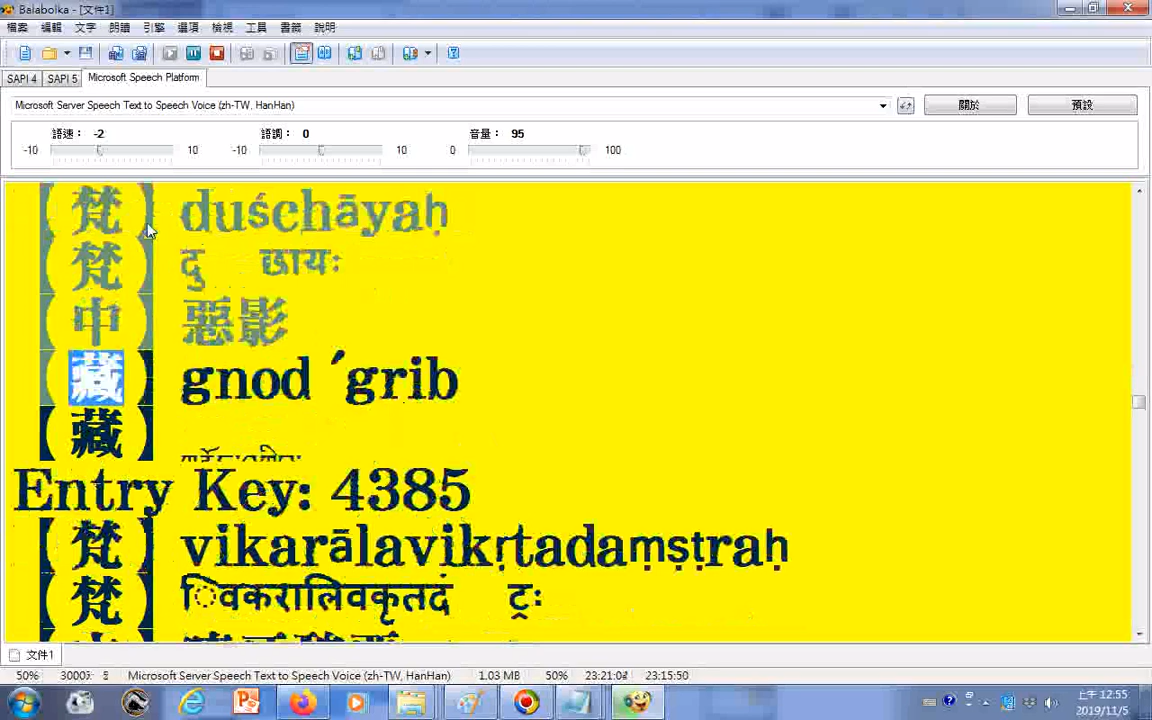 Balabolka - [文件1]
檔案 編輯 文字 朗讀 引擎 選項 檢視 工具 書籤 說明
SAPI 4 SAPI 5 Microsoft Speech Platform
Microsoft Server Speech Text to Speech Voice (zh-TW, HanHan) 關於 預設
語速： -2 語調： 0 音量： 95
-10 10 -10 10 0 100
【梵】 duśchāyaḥ
【梵】 दु छायः
【中】 惡影
【藏】 gnod ´grib
【藏】
Entry Key: 4385
【梵】 vikarālavikṛtadaṃṣṭraḥ
【梵】 िवकरालिवकृतदं ट्रः
文件1
50% Microsoft Server Speech Text to Speech Voice (zh-TW, HanHan) 1.03 MB 50% 23:21:02 23:15:50
上午 12:55
2019/11/5